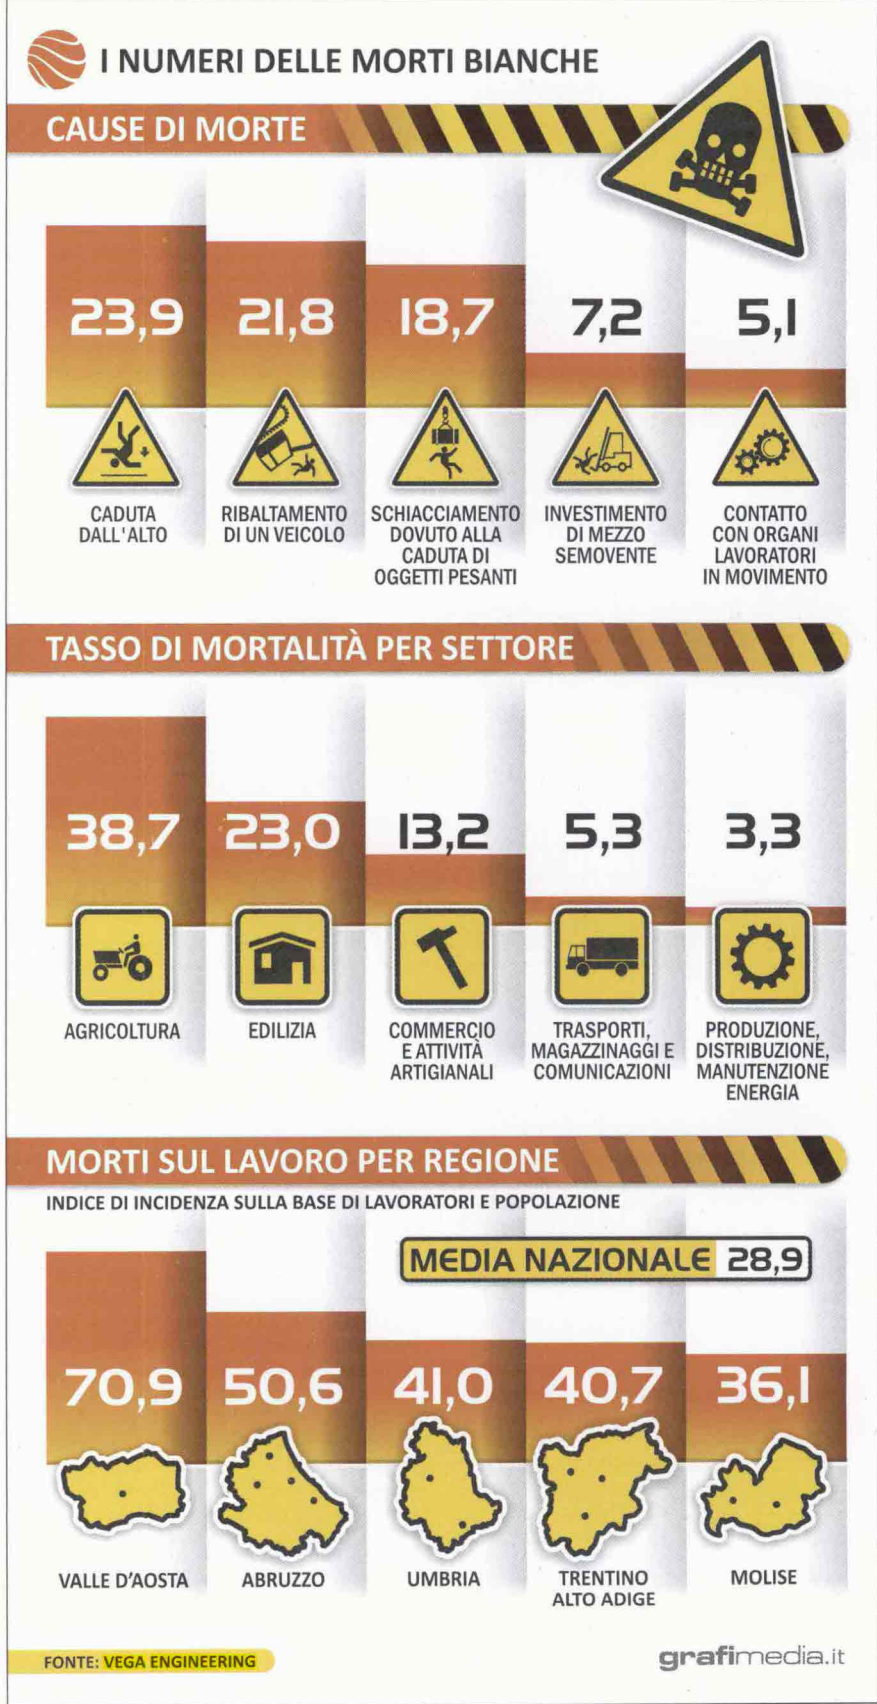 I NUMERI DELLE MORTI BIANCHE
CAUSE DI MORTE
23,9
21,8
18,7
7,2
5,1
CADUTA
DALL'ALTO
RIBALTAMENTO
DI UN VEICOLO
SCHIACCIAMENTO
DOVUTO ALLA
CADUTA DI
OGGETTI PESANTI
INVESTIMENTO
DI MEZZO
SEMOVENTE
CONTATTO
CON ORGANI
LAVORATORI
IN MOVIMENTO
TASSO DI MORTALITÀ PER SETTORE
38,7
23,0
13,2
5,3
3,3
AGRICOLTURA
EDILIZIA
COMMERCIO
E ATTIVITÀ
ARTIGIANALI
TRASPORTI,
MAGAZZINAGGI E
COMUNICAZIONI
PRODUZIONE,
DISTRIBUZIONE,
MANUTENZIONE
ENERGIA
MORTI SUL LAVORO PER REGIONE
INDICE DI INCIDENZA SULLA BASE DI LAVORATORI E POPOLAZIONE
MEDIA NAZIONALE 28,9
70,9
50,6
41,0
40,7
36,1
VALLE D'AOSTA
ABRUZZO
UMBRIA
TRENTINO
ALTO ADIGE
MOLISE
FONTE: VEGA ENGINEERING
grafimedia.it